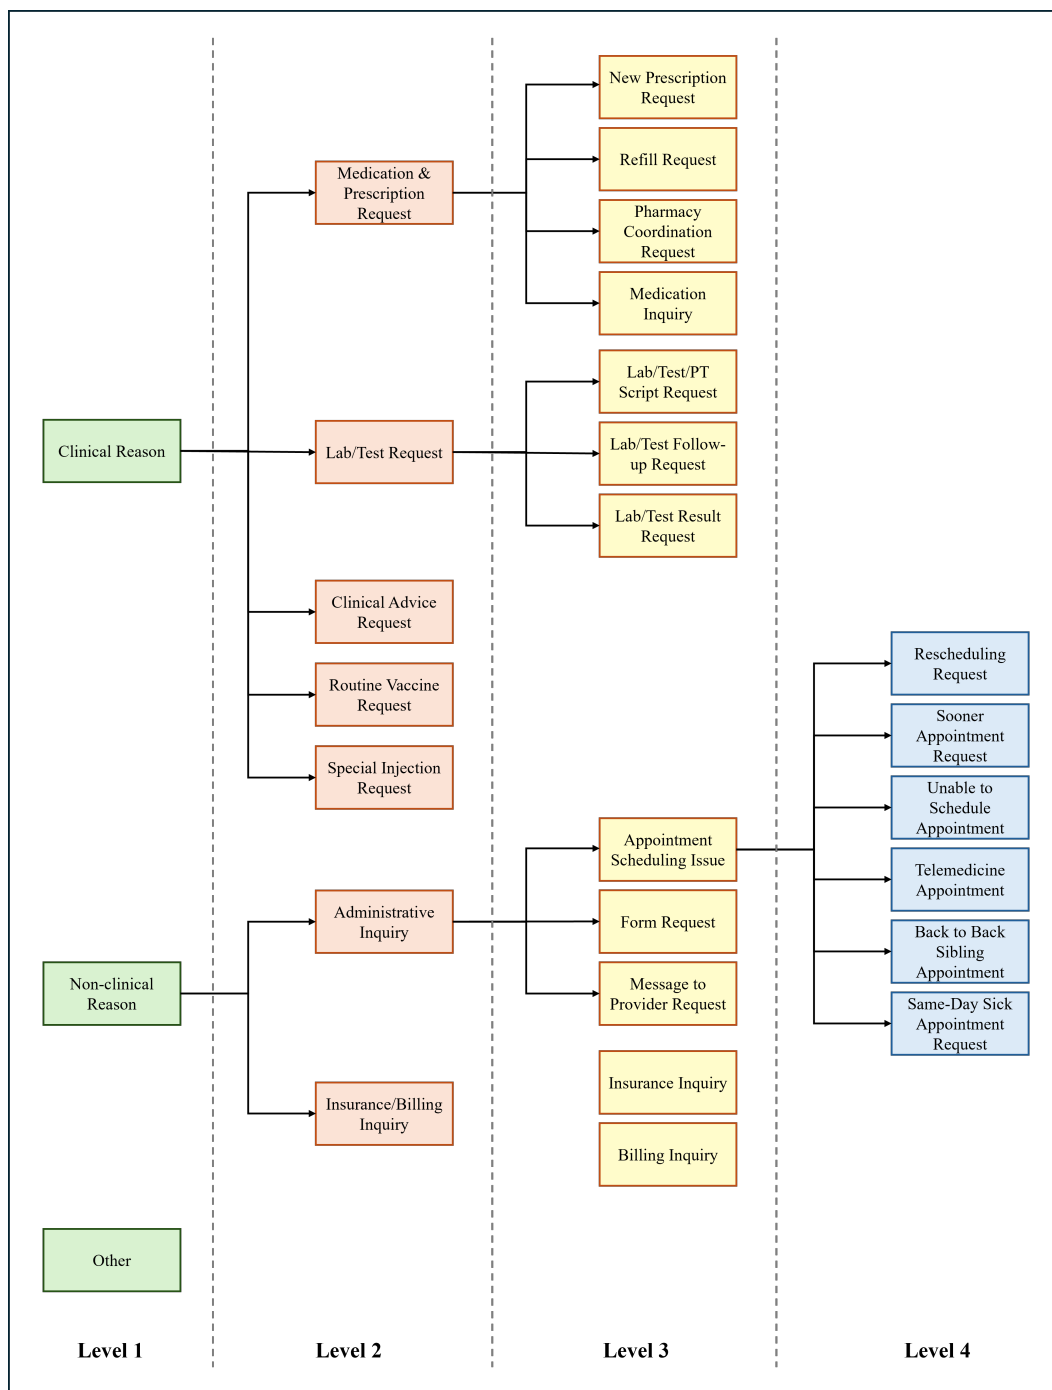 New Prescription
Request
Refill Request
Medication &
Prescription
Request
Pharmacy
Coordination
Request
Medication
Inquiry
Lab/Test/PT
Script Request
Clinical Reason
Lab/Test Request
Lab/Test Follow-
up Request
Lab/Test Result
Request
Clinical Advice
Request
Routine Vaccine
Request
Special Injection
Request
Rescheduling
Request
Sooner
Appointment
Request
Unable to
Schedule
Appointment
Appointment
Scheduling Issue
Telemedicine
Appointment
Administrative
Inquiry
Form Request
Back to Back
Sibling
Appointment
Non-clinical
Reason
Message to
Provider Request
Same-Day Sick
Appointment
Request
Insurance Inquiry
Insurance/Billing
Inquiry
Billing Inquiry
Other
Level 1
Level 2
Level 3
Level 4